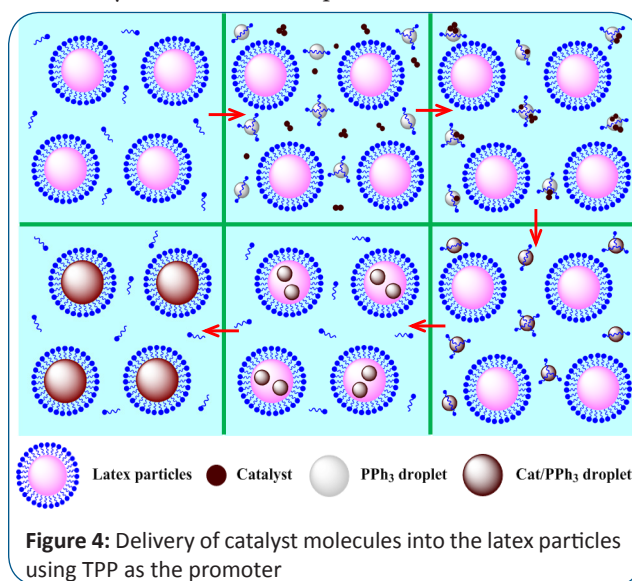 Latex particles Catalyst PPh₃ droplet Cat/PPh₃ droplet
Figure 4: Delivery of catalyst molecules into the latex particles
using TPP as the promoter